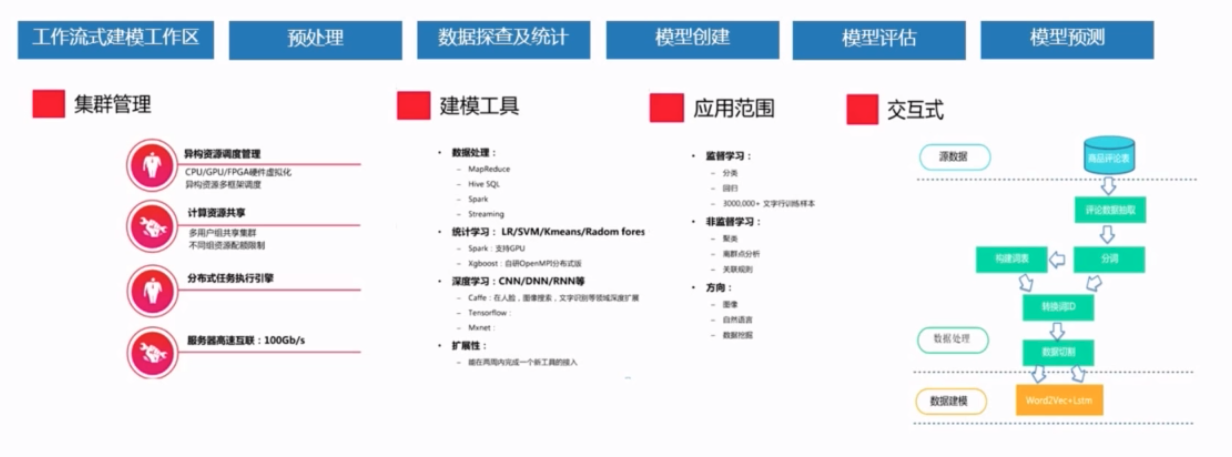 工作流式建模工作区
预处理
数据探查及统计
模型创建
模型评估
模型预测
集群管理
异构资源调度管理
CPU/GPU/FPGA硬件虚拟化
异构资源多框架调度
计算资源共享
多用户组共享集群
不同组资源配额限制
分布式任务执行引擎
服务器高速互联：100Gb/s
建模工具
• 数据处理：
– MapReduce
– Hive SQL
– Spark
– Streaming
• 统计学习： LR/SVM/Kmeans/Radom fores
– Spark：支持GPU
– Xgboost：自研OpenMPI分布式版
• 深度学习：CNN/DNN/RNN等
– Caffe：在人脸，图像搜索，文字识别等领域深度扩展
– Tensorflow：
– Mxnet：
• 扩展性：
– 能在两周内完成一个新工具的接入
应用范围
• 监督学习：
– 分类
– 回归
– 3000,000+ 文字行训练样本
• 非监督学习：
– 聚类
– 离群点分析
– 关联规则
• 方向：
– 图像
– 自然语言
– 数据挖掘
交互式
源数据
商品评论表
评论数据抽取
构建词表
分词
转换词ID
数据处理
数据切割
数据建模
Word2Vec+Lstm